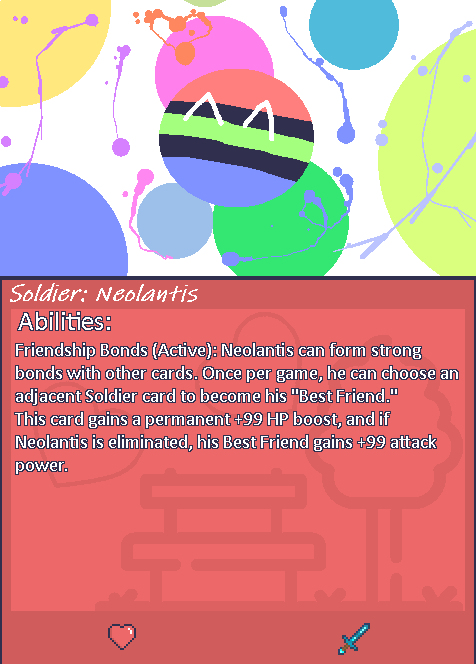 Soldier: Neolantis
Abilities:
Friendship Bonds (Active): Neolantis can form strong
bonds with other cards. Once per game, he can choose an
adjacent Soldier card to become his "Best Friend."
This card gains a permanent +99 HP boost, and if
Neolantis is eliminated, his Best Friend gains +99 attack
power.